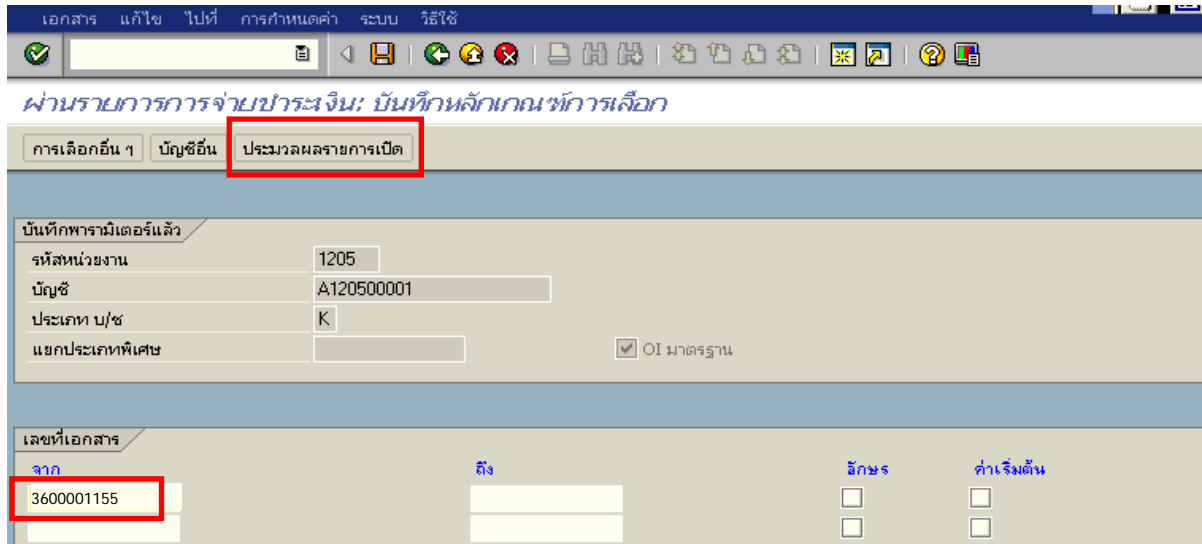 เอกสาร แก้ไข ไปที่ การกำหนดค่า ระบบ วิธีใช้
ผ่านรายการการจ่ายชำระเงิน: บันทึกหลักเกณฑ์การเลือก
การเลือกอื่น ๆ บัญชีอื่น ประมวลผลรายการเปิด
บันทึกพารามิเตอร์แล้ว
รหัสหน่วยงาน 1205
บัญชี A120500001
ประเภท บ/ช K
แยกประเภทพิเศษ OI มาตรฐาน
เลขที่เอกสาร
จาก ถึง อักษร ค่าเริ่มต้น
3600001155